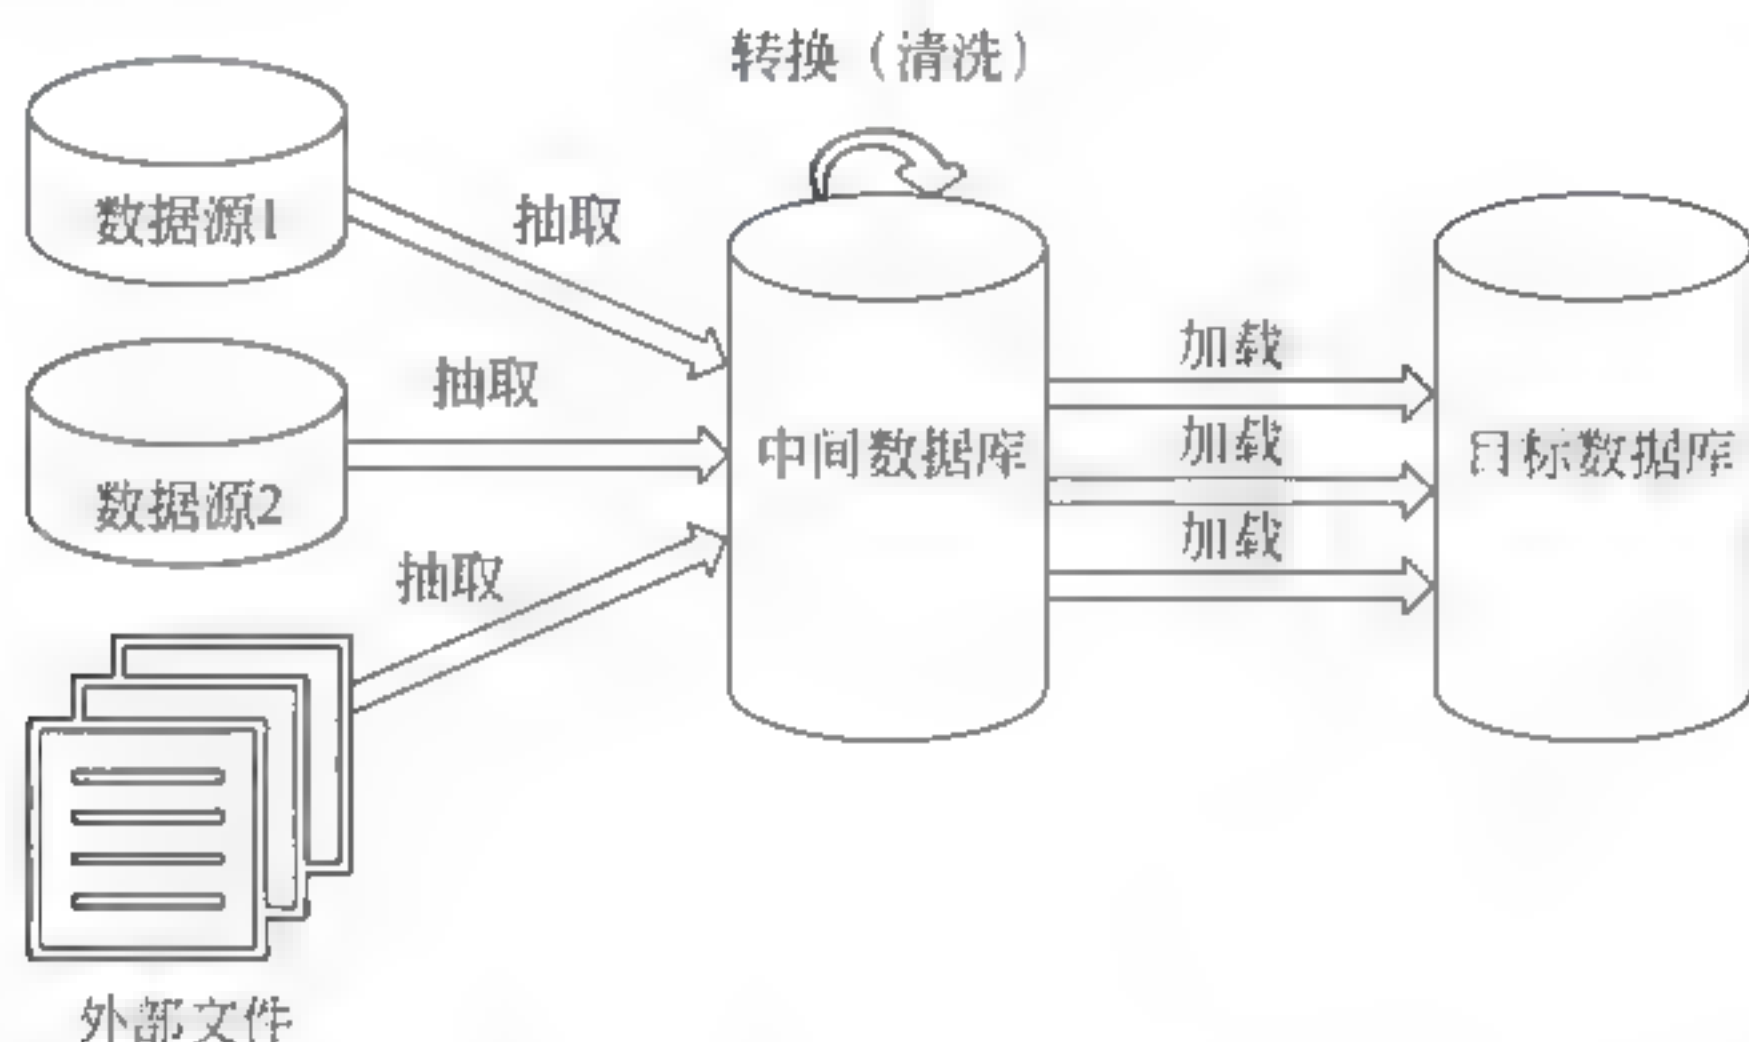 转换（清洗）
数据源1
抽取
数据源2
抽取
抽取
外部文件
中间数据库
加载
加载
加载
目标数据库